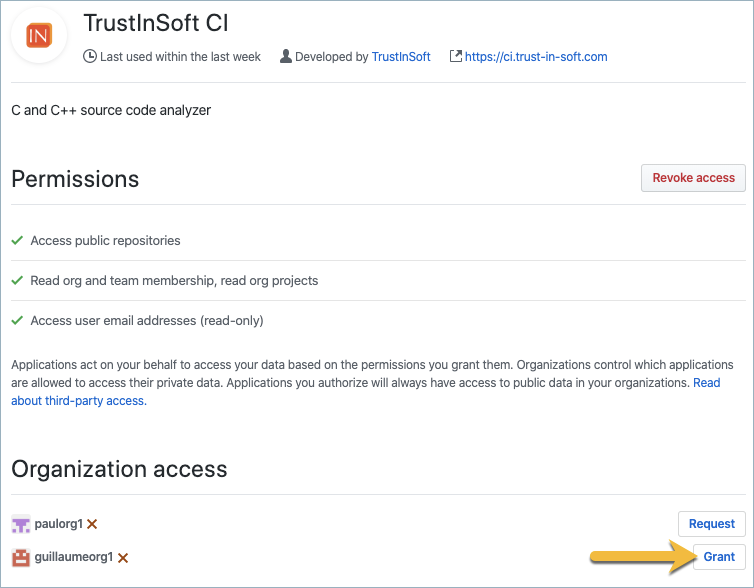 IN
TrustInSoft CI
Last used within the last week Developed by TrustInSoft https://ci.trust-in-soft.com
C and C++ source code analyzer
Permissions
Revoke access
Access public repositories
Read org and team membership, read org projects
Access user email addresses (read-only)
Applications act on your behalf to access your data based on the permissions you grant them. Organizations control which applications
are allowed to access their private data. Applications you authorize will always have access to public data in your organizations. Read
about third-party access.
Organization access
paulorg1 Request
guillaumeorg1 Grant